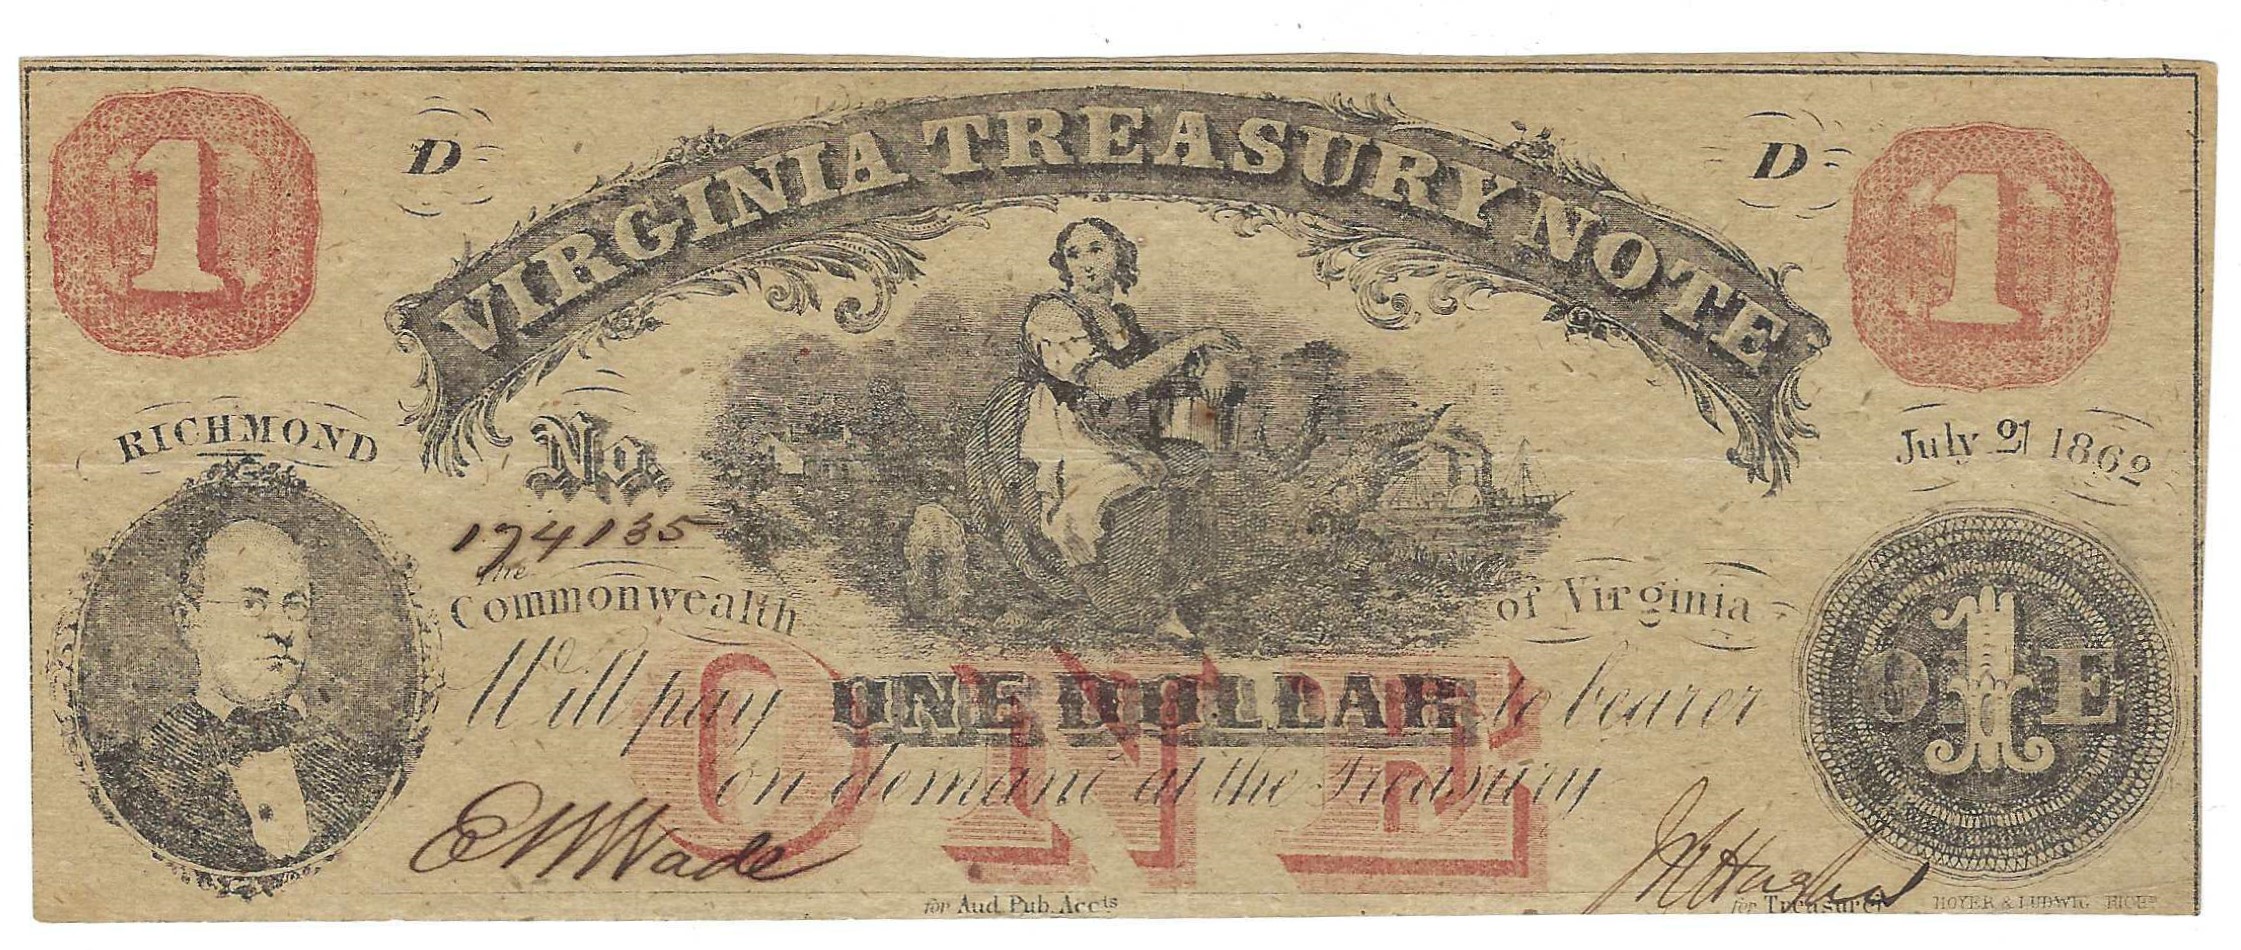 1
D
VIRGINIA TREASURY NOTE
D
1
RICHMOND
No.
174135
July 21 1862
the
Commonwealth
of Virginia
Will pay ONE DOLLAR to bearer
ONE
on demand at the Treasury
ONE
1
E W Wade
for Aud. Pub. Accts
for Treasurer
HOYER & LUDWIG RICHD